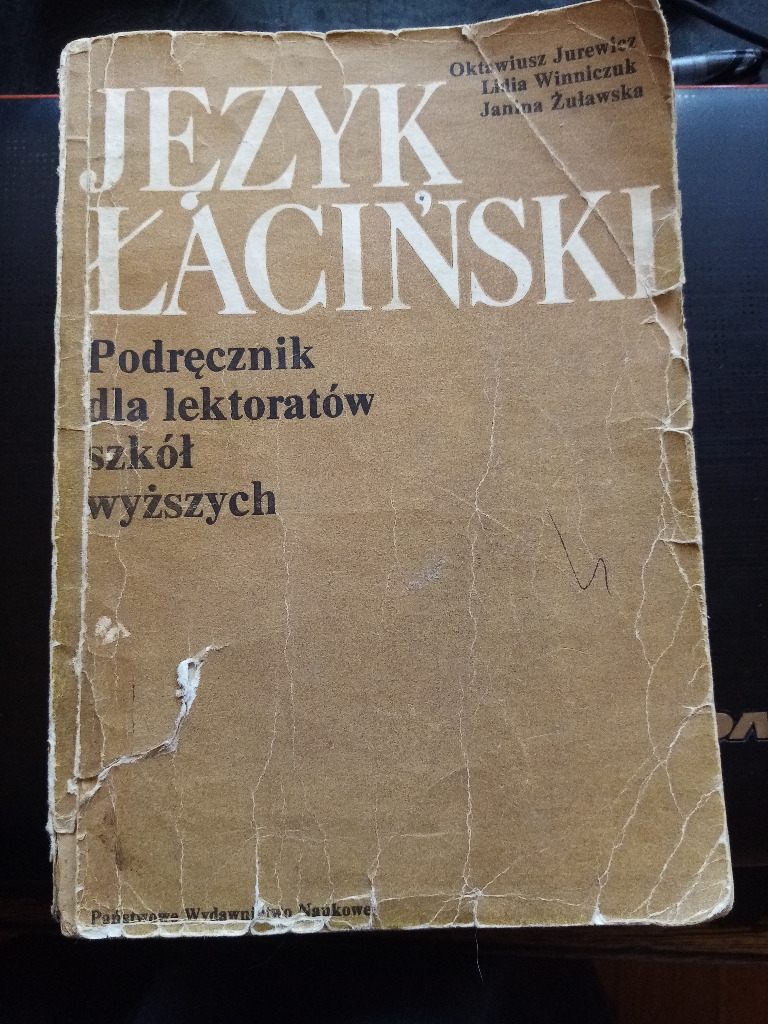 Oktawiusz Jurewicz
Lidia Winniczuk
Janina Żuławska
JĘZYK
ŁACIŃSKI
Podręcznik
dla lektoratów
szkół
wyższych
Państwowe Wydawnictwo Naukowe